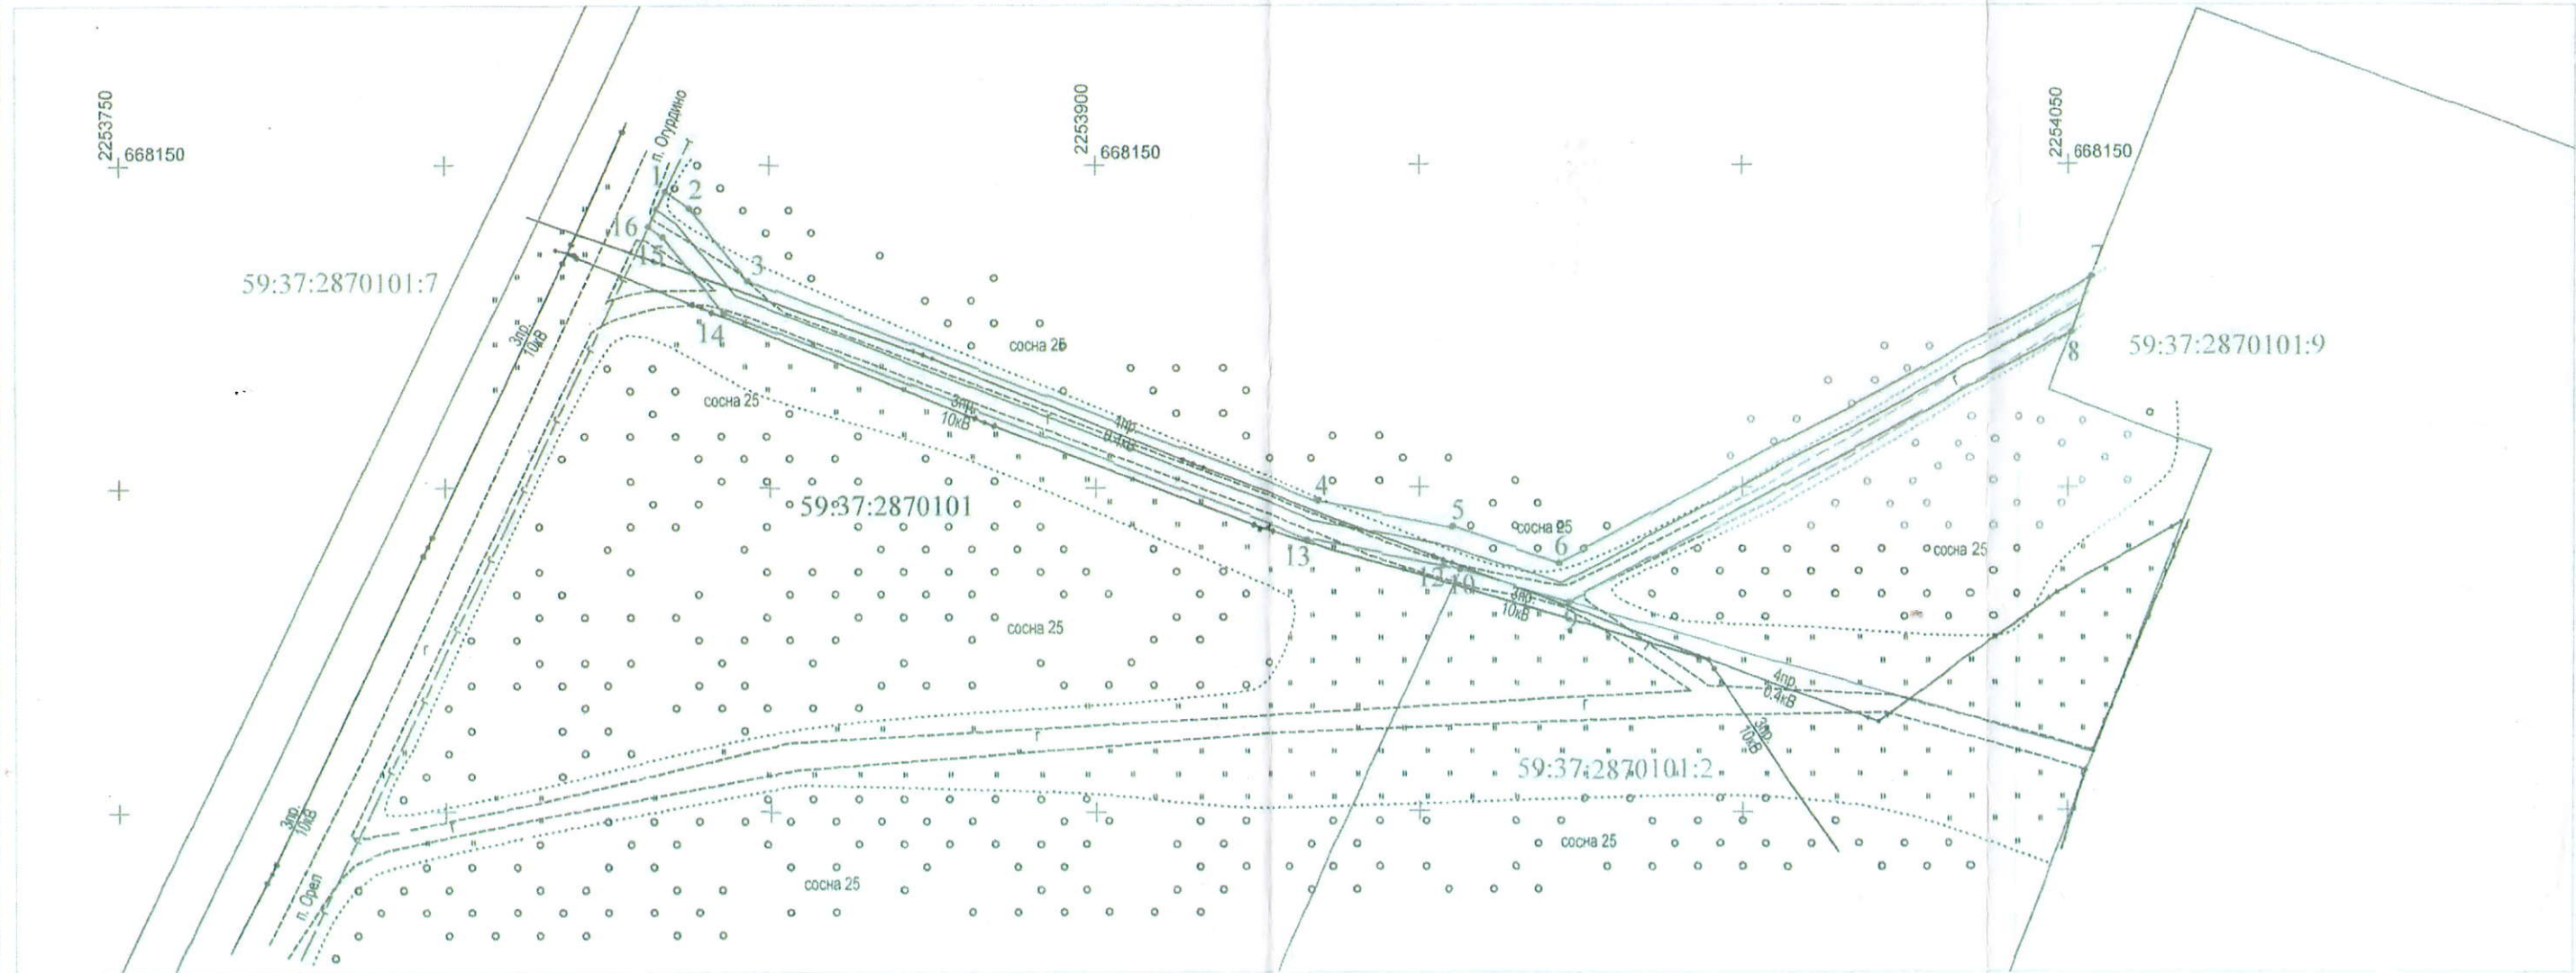 2253750
668150
п. Огурдино
2253900
668150
2254050
668150
1
2
16
15
3
7
59:37:2870101:7
14
3пр.
10кВ
сосна 25
8
59:37:2870101:9
г
сосна 25
3пр.
10кВ
г
4пр.
0.4кВ
59:37:2870101
4
5
сосна 25
6
сосна 25
13
12
10
3пр.
10кВ
9
сосна 25
г
г
4пр.
0.4кВ
г
г
3пр.
10кВ
59:37:2870101:2
3пр.
10кВ
г
сосна 25
сосна 25
п. Орел